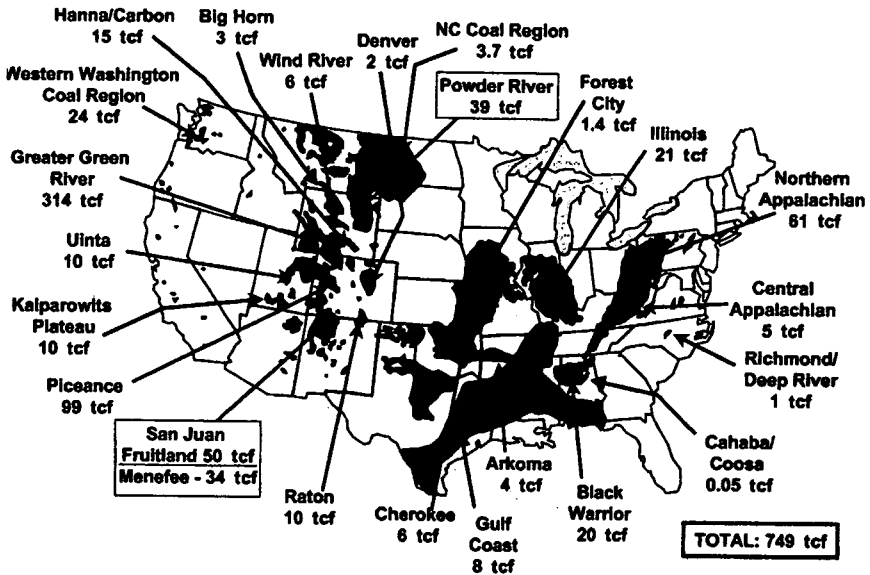 Hanna/Carbon
15 tcf
Big Horn
3 tcf
Wind River
6 tcf
Denver
2 tcf
NC Coal Region
3.7 tcf
Powder River
39 tcf
Forest
City
1.4 tcf
Illinois
21 tcf
Northern
Appalachian
61 tcf
Western Washington
Coal Region
24 tcf
Greater Green
River
314 tcf
Uinta
10 tcf
Kaiparowits
Plateau
10 tcf
Piceance
99 tcf
San Juan
Fruitland 50 tcf
Menefee - 34 tcf
Raton
10 tcf
Cherokee
6 tcf
Gulf
Coast
8 tcf
Arkoma
4 tcf
Black
Warrior
20 tcf
Cahaba/
Coosa
0.05 tcf
Richmond/
Deep River
1 tcf
Central
Appalachian
5 tcf
TOTAL: 749 tcf